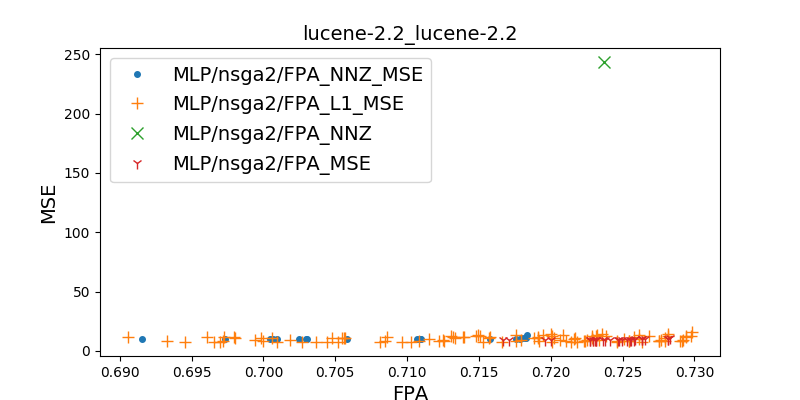 lucene-2.2_lucene-2.2
MLP/nsga2/FPA_NNZ_MSE
MLP/nsga2/FPA_L1_MSE
MLP/nsga2/FPA_NNZ
MLP/nsga2/FPA_MSE
MSE
250
200
150
100
50
0
0.690 0.695 0.700 0.705 0.710 0.715 0.720 0.725 0.730
FPA